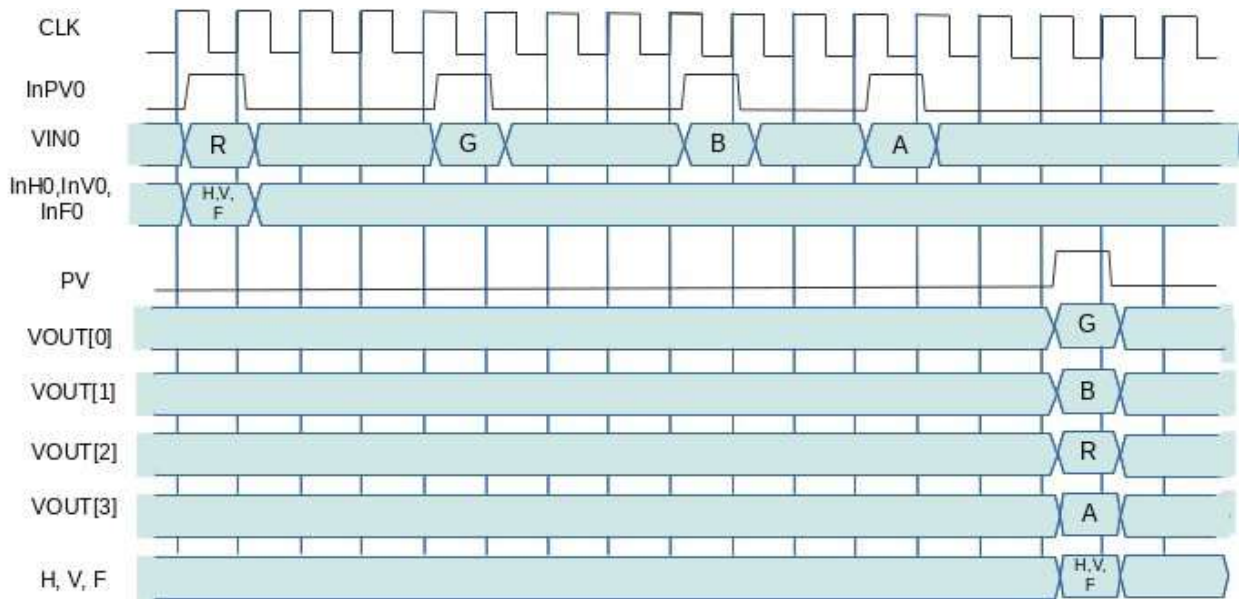 CLK
InPV0
VIN0
R
G
B
A
InH0,InV0,
InF0
H,V,
F
PV
VOUT[0]
G
VOUT[1]
B
VOUT[2]
R
VOUT[3]
A
H, V, F
H,V,
F